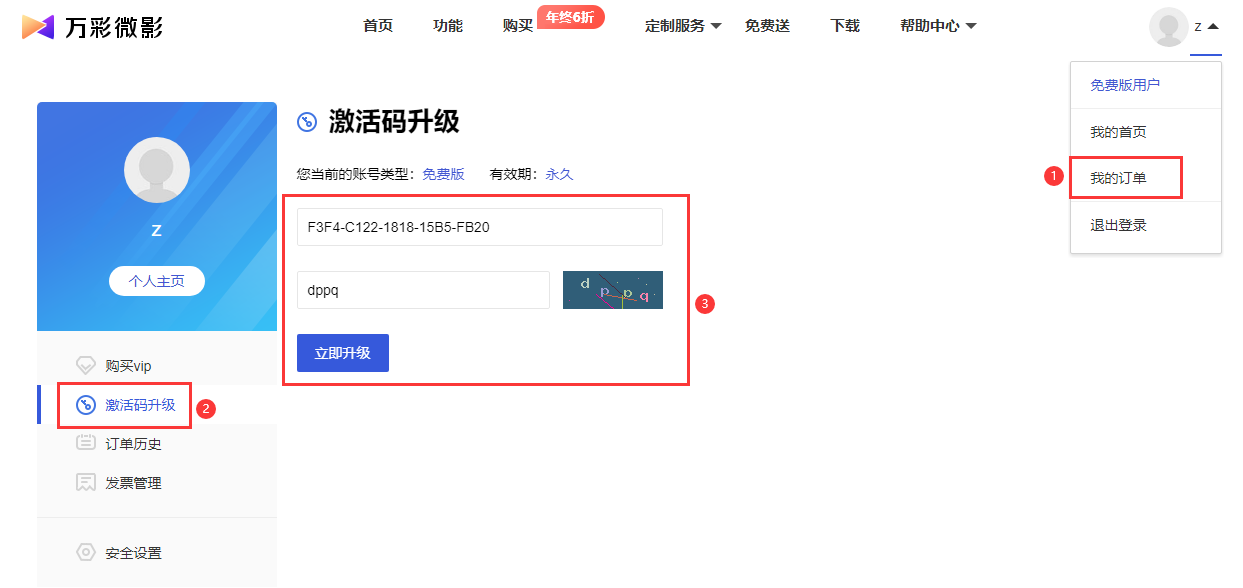 万彩微影
首页
功能
购买
年终6折
定制服务
免费送
下载
帮助中心
z
免费版用户
我的首页
1
我的订单
退出登录
z
个人主页
购买vip
激活码升级
2
订单历史
发票管理
安全设置
激活码升级
您当前的账号类型：免费版 有效期：永久
F3F4-C122-1818-15B5-FB20
dppq
d p p q
3
立即升级